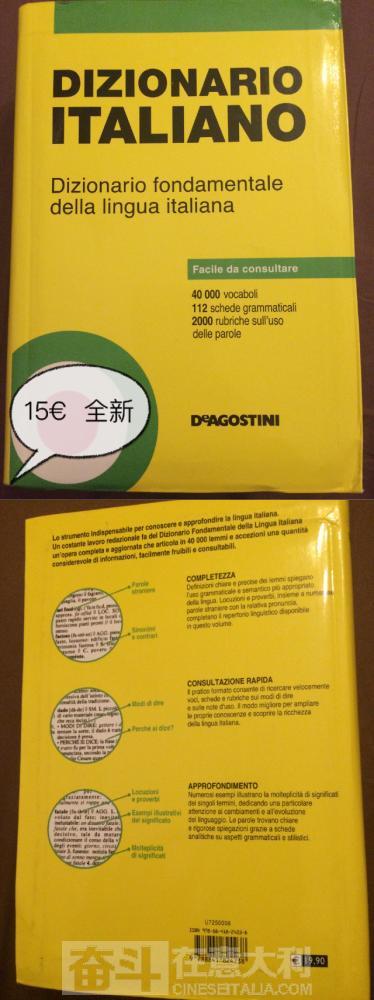 DIZIONARIO
ITALIANO
Dizionario fondamentale
della lingua italiana
Facile da consultare
40 000 vocaboli
112 schede grammaticali
2000 rubriche sull'uso
delle parole
15€ 全新
DeAGOSTINI
Lo strumento indispensabile per conoscere e approfondire la lingua italiana.
Un costante lavoro redazionale fa del Dizionario Fondamentale della Lingua Italiana
un'opera completa e aggiornata che articola in 40 000 lemmi e accezioni una quantità
considerevole di informazioni, facilmente fruibili e consultabili.
Parole
straniere
Sinonimi
e contrari
COMPLETEZZA
Definizioni chiare e precise dei lemmi spiegano
l'uso grammaticale e semantico più appropriato
della lingua. Locuzioni e proverbi, insieme a numerose
parole straniere con la relativa pronuncia,
completano il repertorio linguistico disponibile
in questo volume.
Modi di dire
Perché si dice?
CONSULTAZIONE RAPIDA
Il pratico formato consente di ricercare velocemente
voci, schede e rubriche sui modi di dire
e sulle note d'uso. Il modo migliore per ampliare
le proprie conoscenze e scoprire la ricchezza
della lingua italiana.
Locuzioni
e proverbi
Esempi illustrativi
del significato
Molteplicità
di significati
APPROFONDIMENTO
Numerosi esempi illustrano la molteplicità di significati
dei singoli termini, dedicando una particolare
attenzione ai cambiamenti e all'evoluzione
del linguaggio. Le parole trovano chiare
e rigorose spiegazioni grazie a schede
analitiche su aspetti grammaticali e stilistici.
€ 19,90
奋斗在意大利
CINESEITALIA.COM